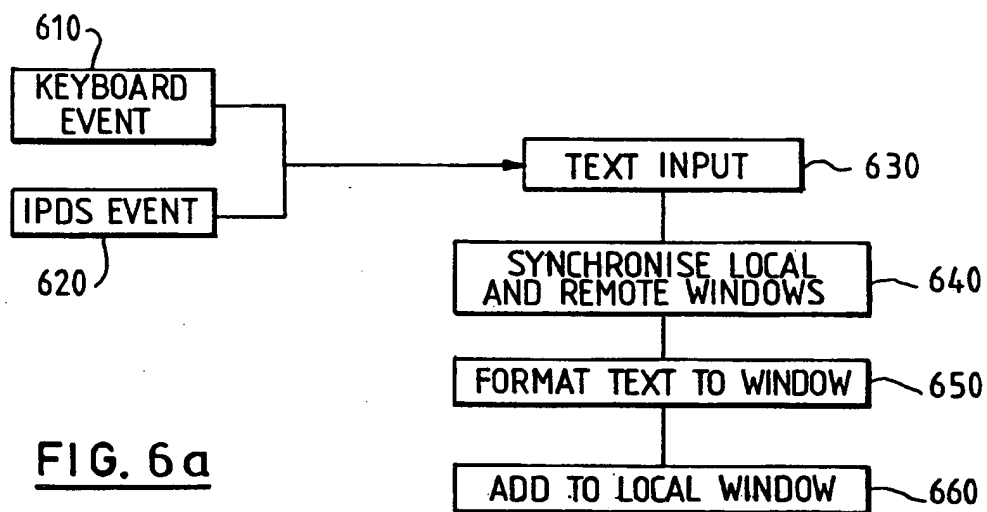 610
KEYBOARD
EVENT
IPDS EVENT
620
TEXT INPUT
630
SYNCHRONISE LOCAL
AND REMOTE WINDOWS
640
FORMAT TEXT TO WINDOW
650
ADD TO LOCAL WINDOW
660
FIG. 6a